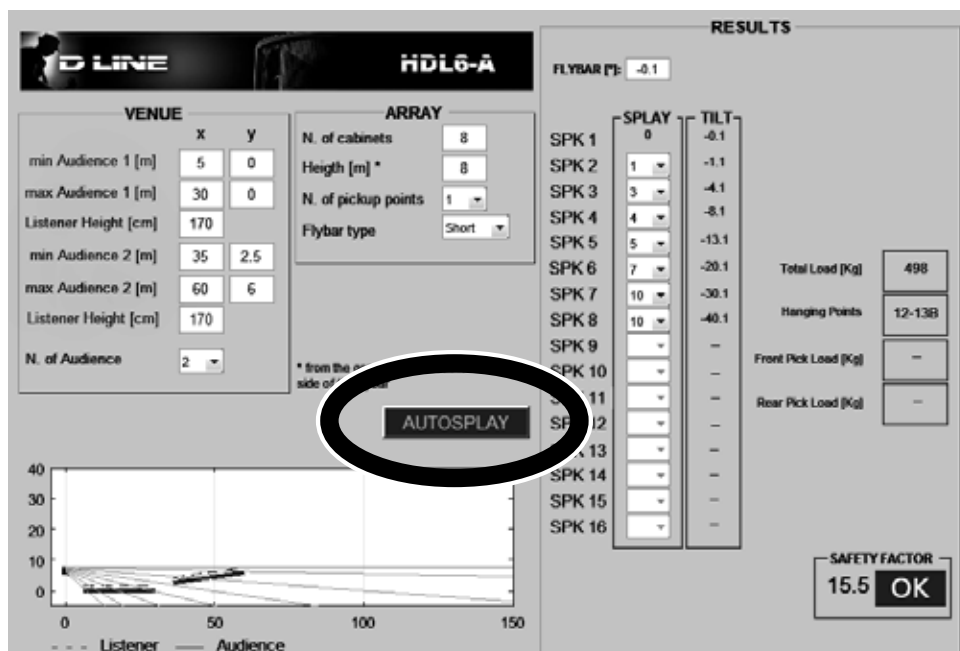 D LINE HDL6-A
VENUE
x y
min Audience 1 [m] 5 0
max Audience 1 [m] 30 0
Listener Height [cm] 170
min Audience 2 [m] 35 2.5
max Audience 2 [m] 60 6
Listener Height [cm] 170
N. of Audience 2
ARRAY
N. of cabinets 8
Heigth [m] * 8
N. of pickup points 1
Flybar type Short
* from the
side of
AUTOSPLAY
40
30
20
10
0
0 50 100 150
Listener Audience
RESULTS
FLYBAR [°]: -0.1
SPLAY TILT
SPK 1 0 -0.1
SPK 2 1 -1.1
SPK 3 3 -4.1
SPK 4 4 -8.1
SPK 5 5 -13.1
SPK 6 7 -20.1
SPK 7 10 -30.1
SPK 8 10 -40.1
SPK 9 –
SPK 10 –
11 –
12 –
13 –
SPK 14 –
SPK 15 –
SPK 16 –
Total Load [Kg] 498
Hanging Points 12-13B
Front Pick Load [Kg] –
Rear Pick Load [Kg] –
SAFETY FACTOR
15.5 OK